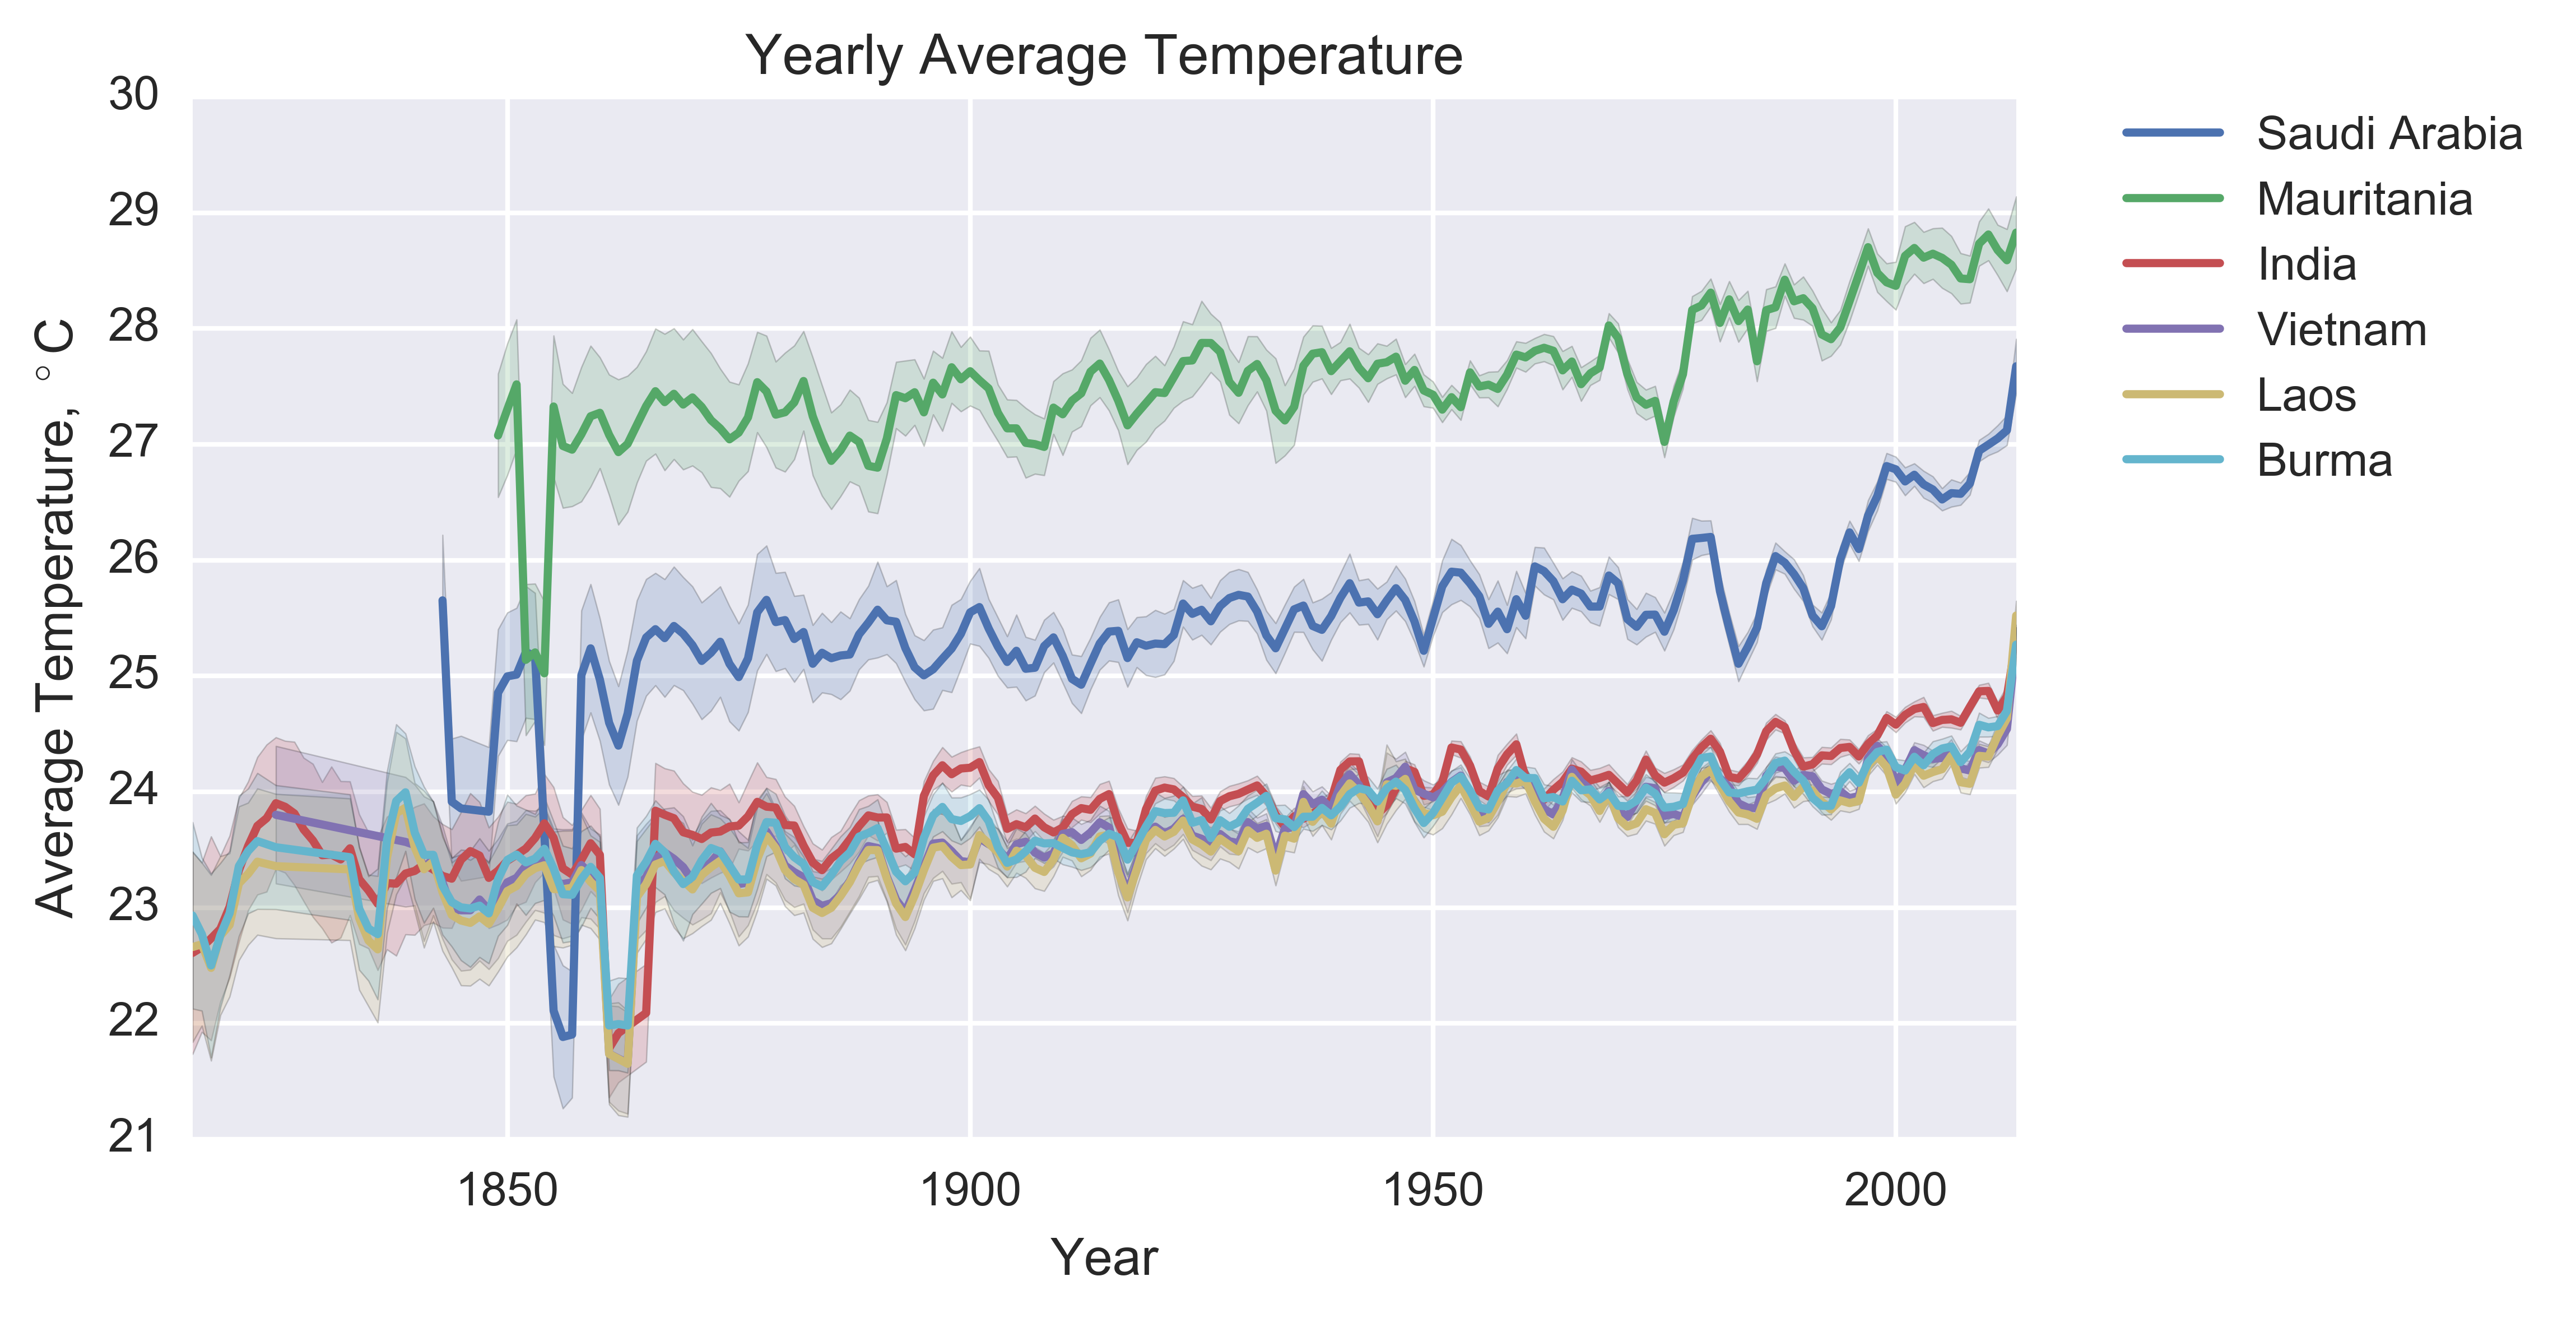 Yearly Average Temperature
30
29
28
27
26
25
24
23
22
21
Average Temperature, °C
1850
1900
1950
2000
Year
Saudi Arabia
Mauritania
India
Vietnam
Laos
Burma